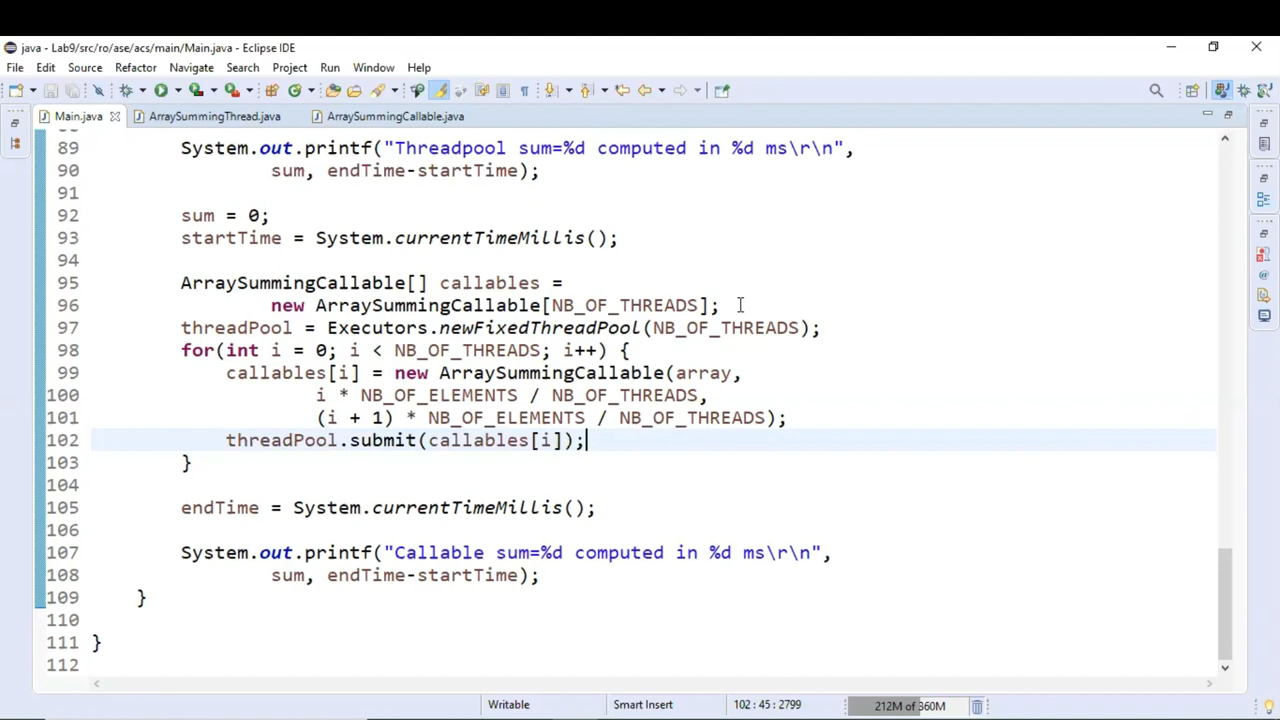 java - Lab9/src/ro/ase/acs/main/Main.java - Eclipse IDE
File Edit Source Refactor Navigate Search Project Run Window Help
Main.java ArraySummingThread.java ArraySummingCallable.java
89 System.out.printf("Threadpool sum=%d computed in %d ms\r\n",
90 sum, endTime-startTime);
91
92 sum = 0;
93 startTime = System.currentTimeMillis();
94
95 ArraySummingCallable[] callables =
96 new ArraySummingCallable[NB_OF_THREADS];
97 threadPool = Executors.newFixedThreadPool(NB_OF_THREADS);
98 for(int i = 0; i < NB_OF_THREADS; i++) {
99 callables[i] = new ArraySummingCallable(array,
100 i * NB_OF_ELEMENTS / NB_OF_THREADS,
101 (i + 1) * NB_OF_ELEMENTS / NB_OF_THREADS);
102 threadPool.submit(callables[i]);
103 }
104
105 endTime = System.currentTimeMillis();
106
107 System.out.printf("Callable sum=%d computed in %d ms\r\n",
108 sum, endTime-startTime);
109 }
110
111 }
112
Writable Smart Insert 102 : 45 : 2799 212M of 360M